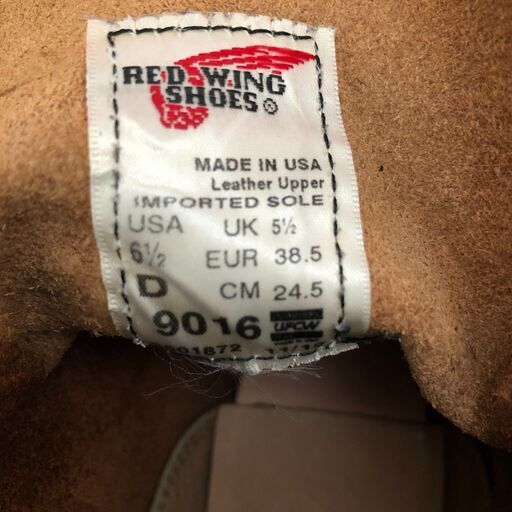 RED WING
SHOES®
MADE IN USA
Leather Upper
IMPORTED SOLE
USA UK 5½
6½ EUR 38.5
D CM 24.5
9016 UFCW